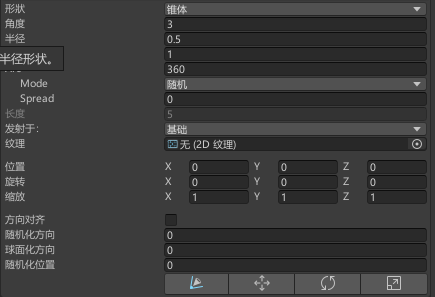 形状 锥体
角度 3
半径 0.5
半径形状。 1
360
Mode 随机
Spread 0
长度 5
发射于: 基础
纹理 无 (2D 纹理)
位置 X 0 Y 0 Z 0
旋转 X 0 Y 0 Z 0
缩放 X 1 Y 1 Z 1
方向对齐
随机化方向 0
球面化方向 0
随机化位置 0